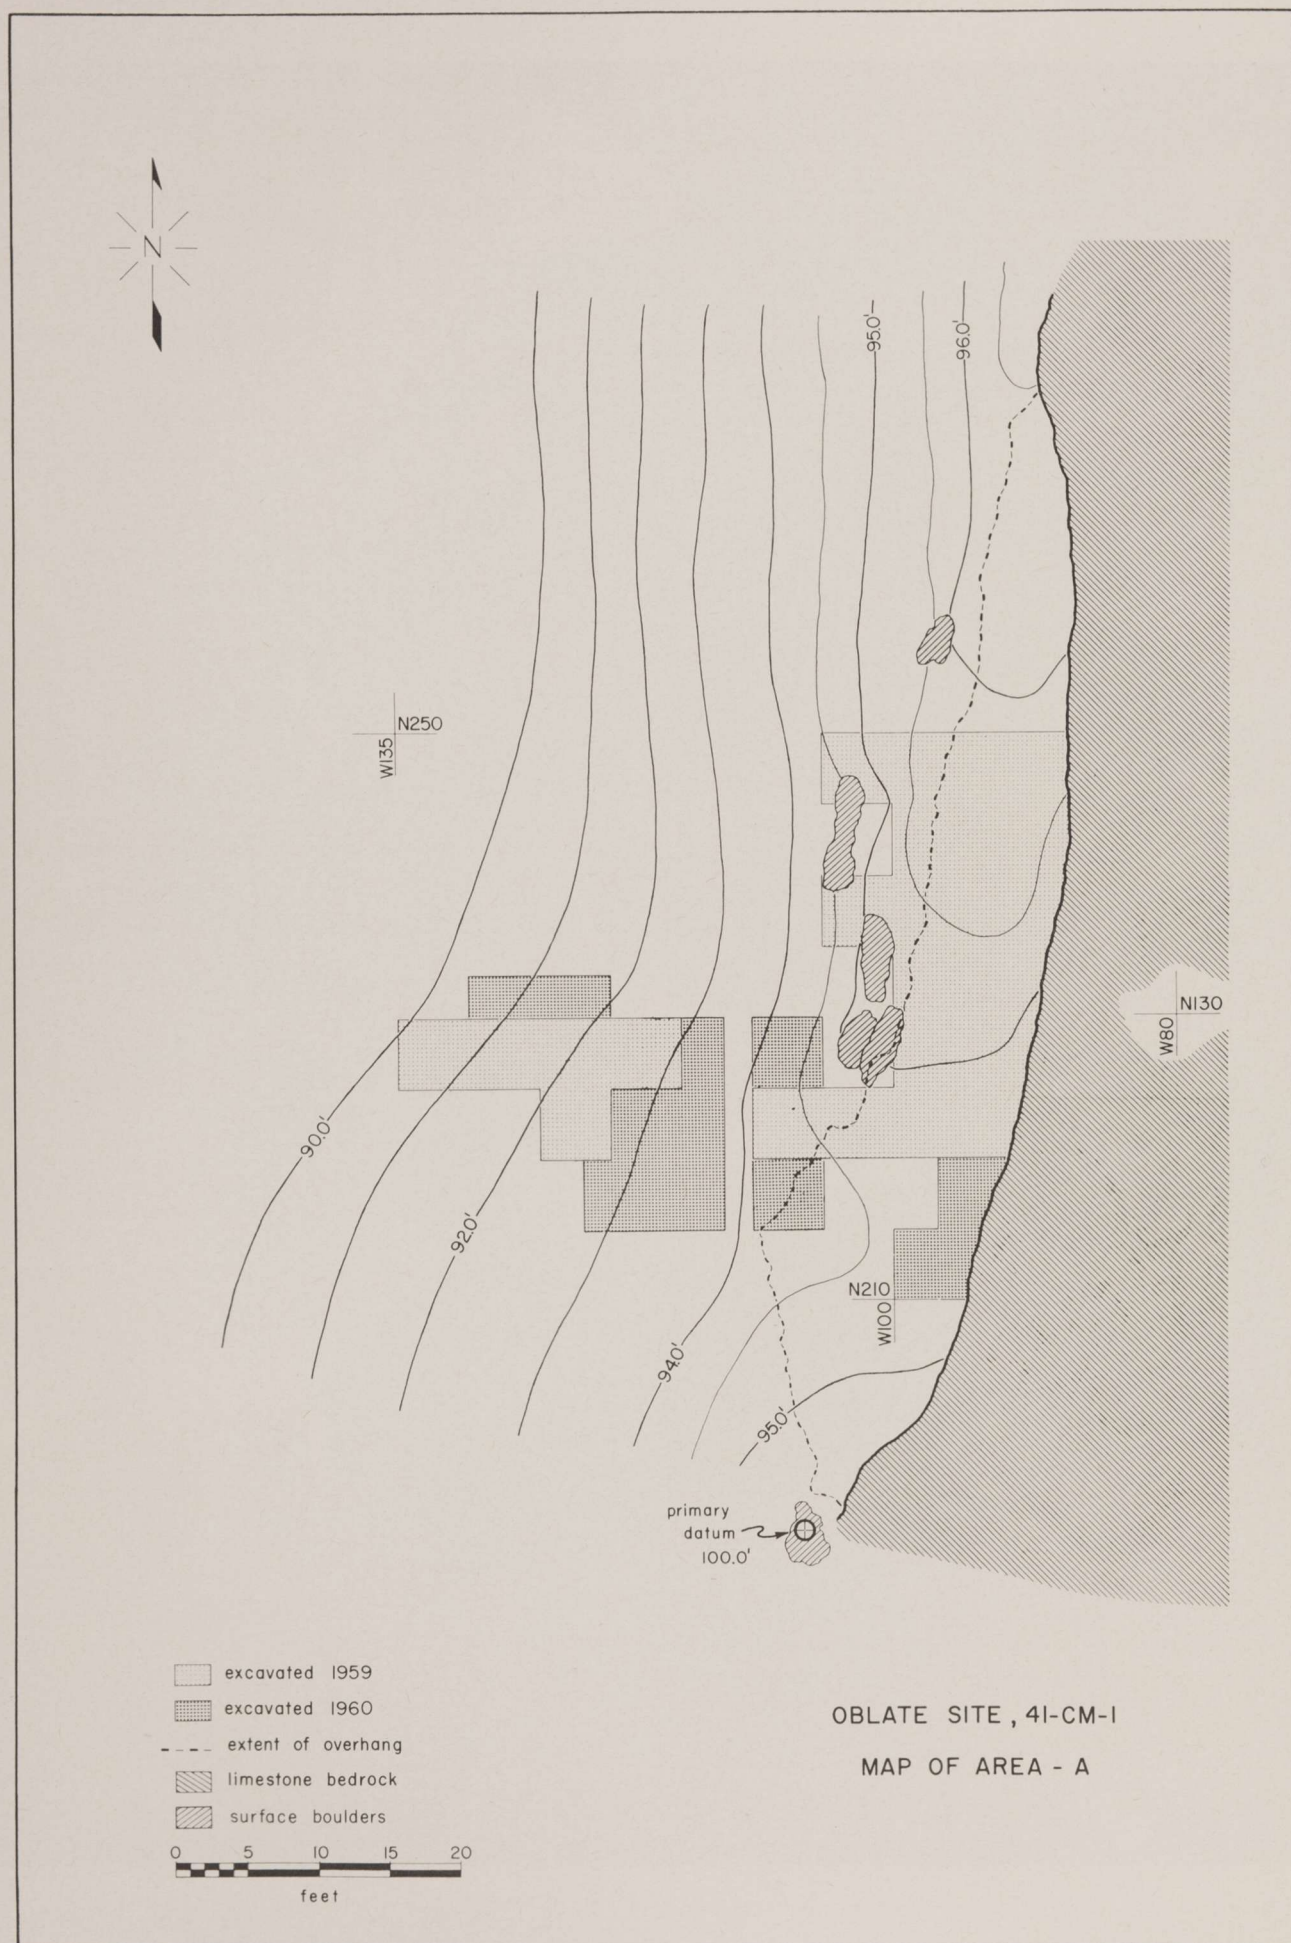 N
95.0'
96.0'
N250
W135
N130
W80
90.0'
92.0'
N210
W100
94.0'
95.0'
primary
datum
100.0'
excavated 1959
excavated 1960
extent of overhang
limestone bedrock
surface boulders
0 5 10 15 20
feet
OBLATE SITE, 41-CM-1
MAP OF AREA - A